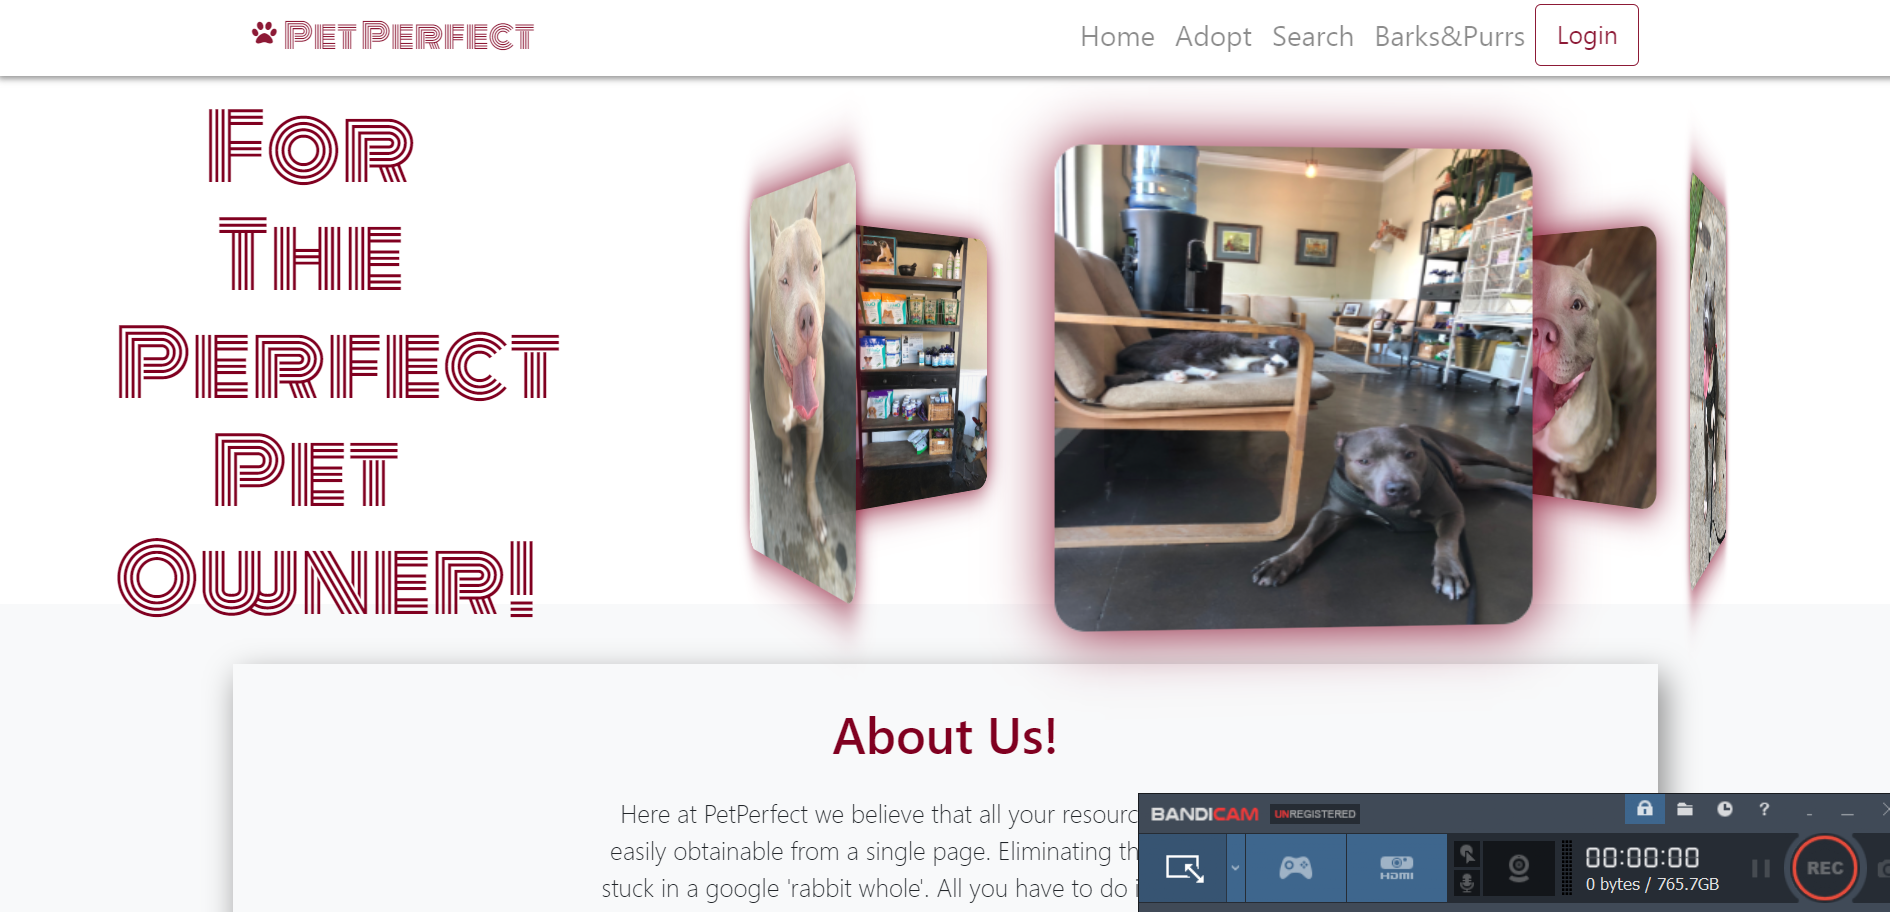 PetPerfect
Home Adopt Search Barks&Purrs Login
For
The
Perfect
Pet
Owner!
About Us!
Here at PetPerfect we believe that all your
easily obtainable from a single page. Eliminating
stuck in a google 'rabbit whole'. All you have to do
BANDICAM UNREGISTERED
?
HDMI
00:00:00
0 bytes / 765.7GB
REC